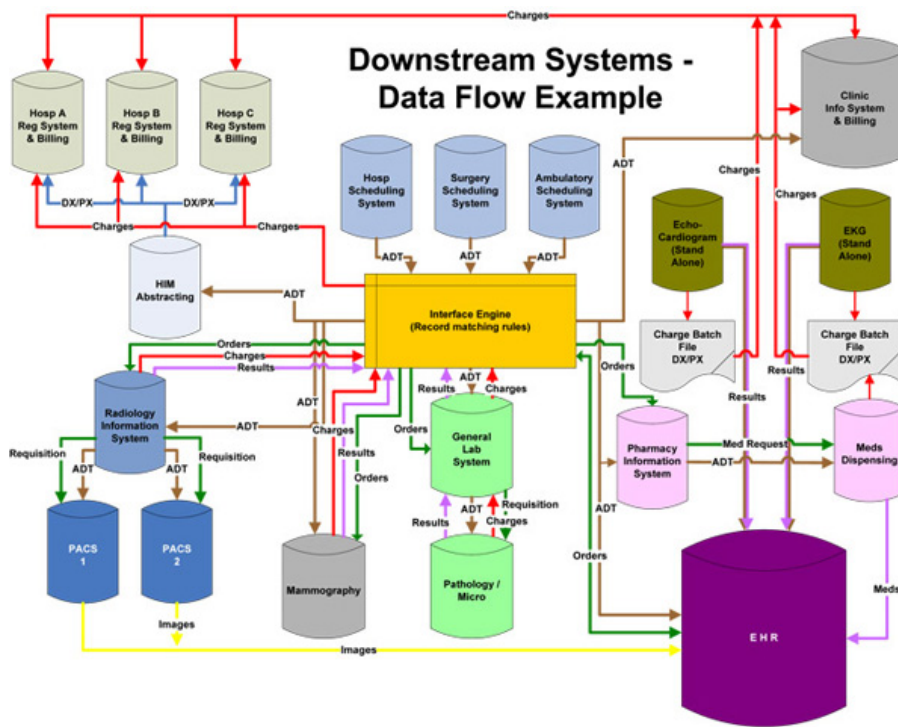 Charges
Downstream Systems -
Data Flow Example
Hosp A
Reg System
& Billing
Hosp B
Reg System
& Billing
Hosp C
Reg System
& Billing
Clinic
Info System
& Billing
ADT
Hosp
Scheduling
System
Surgery
Scheduling
System
Ambulatory
Scheduling
System
Charges
Charges
DX/PX
DX/PX
Charges
Charges
Echo-
Cardiogram
(Stand
Alone)
EKG
(Stand
Alone)
ADT
ADT
ADT
HIM
Abstracting
ADT
Interface Engine
(Record matching rules)
Charge Batch
File
DX/PX
Charge Batch
File
DX/PX
Orders
Charges
Results
Orders
ADT
Results
Charges
ADT
Results
Results
Radiology
Information
System
ADT
Charges
Results
Orders
Orders
General
Lab
System
Pharmacy
Information
System
Med Request
ADT
Meds
Dispensing
Requisition
ADT
ADT
Requisition
Requisition
ADT
Results
Charges
ADT
PACS
1
PACS
2
Mammography
Pathology /
Micro
Orders
Meds
Images
Images
EHR